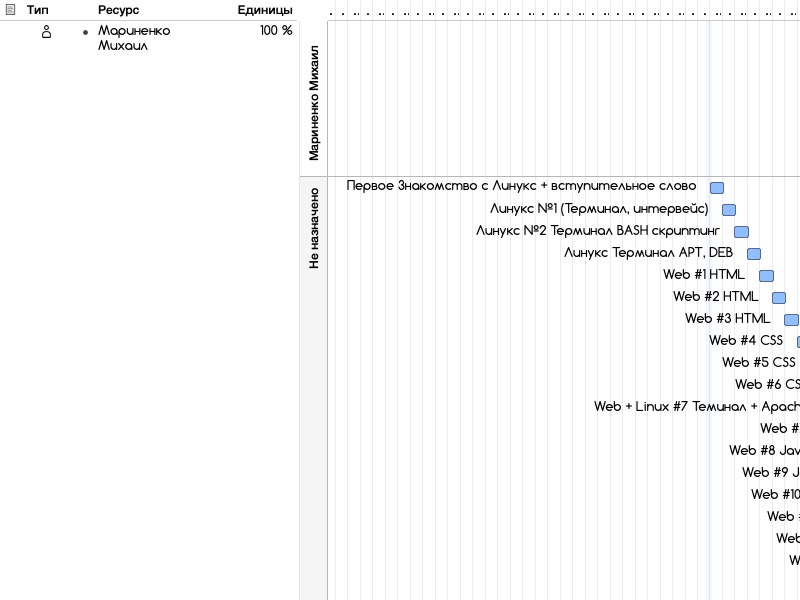 Тип Ресурс Единицы
Мариненко 100 %
Михаил
Мариненко Михаил
Не назначено
Первое Знакомство с Линукс + вступительное слово
Линукс №1 (Терминал, интервейс)
Линукс №2 Терминал BASH скриптинг
Линукс Терминал APT, DEB
Web #1 HTML
Web #2 HTML
Web #3 HTML
Web #4 CSS
Web #5 CSS
Web #6 CS
Web + Linux #7 Теминал + Apach
Web #
Web #8 Jav
Web #9 J
Web #10
Web
Web
W